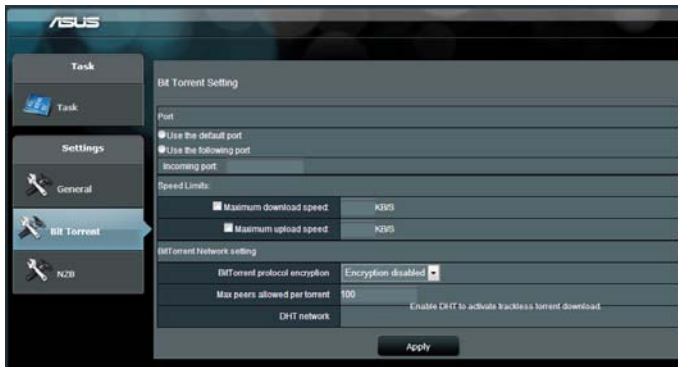 ASUS
Task
Task
Settings
General
Bit Torrent
NZB
Bit Torrent Setting
Port
Use the default port
Use the following port
Incoming port:
Speed Limits:
Maximum download speed: KB/S
Maximum upload speed: KB/S
BitTorrent Network setting
BitTorrent protocol encryption Encryption disabled
Max peers allowed per torrent 100
DHT network Enable DHT to activate trackless torrent download.
Apply